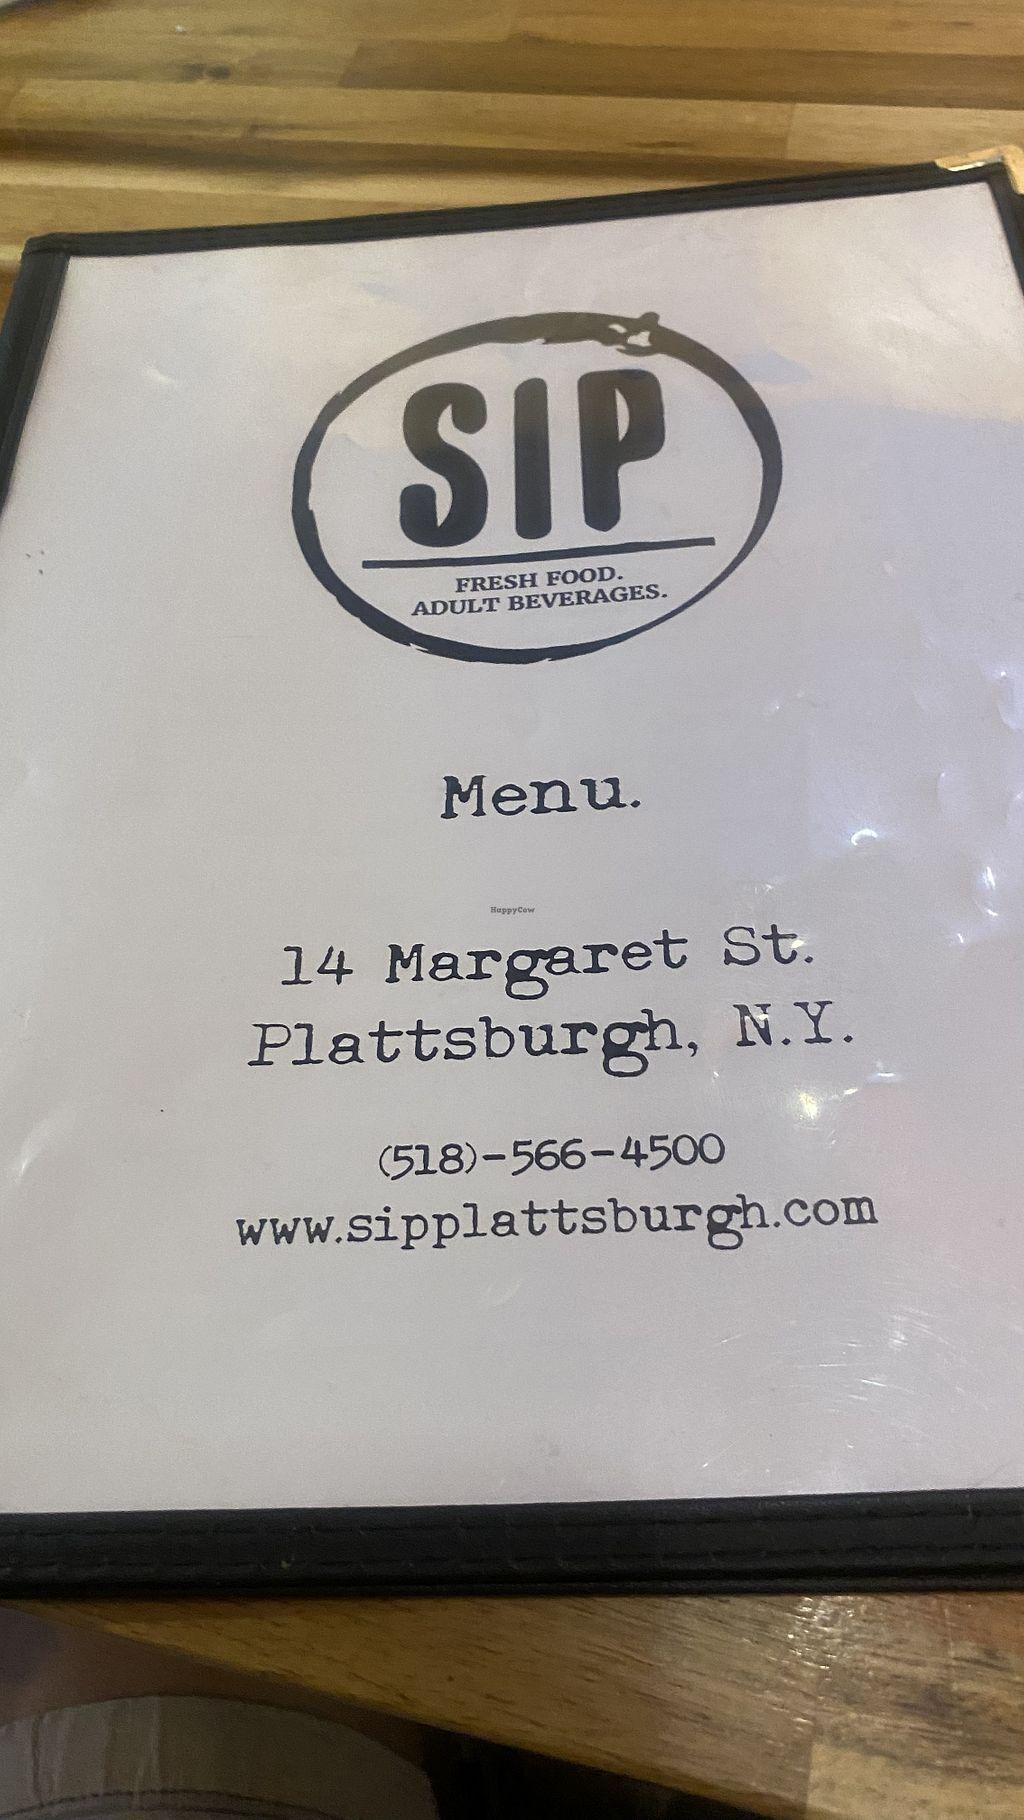 SIP
FRESH FOOD.
ADULT BEVERAGES.
Menu.
HappyCow
14 Margaret St.
Plattsburgh, N.Y.
(518)-566-4500
www.sipplattsburgh.com